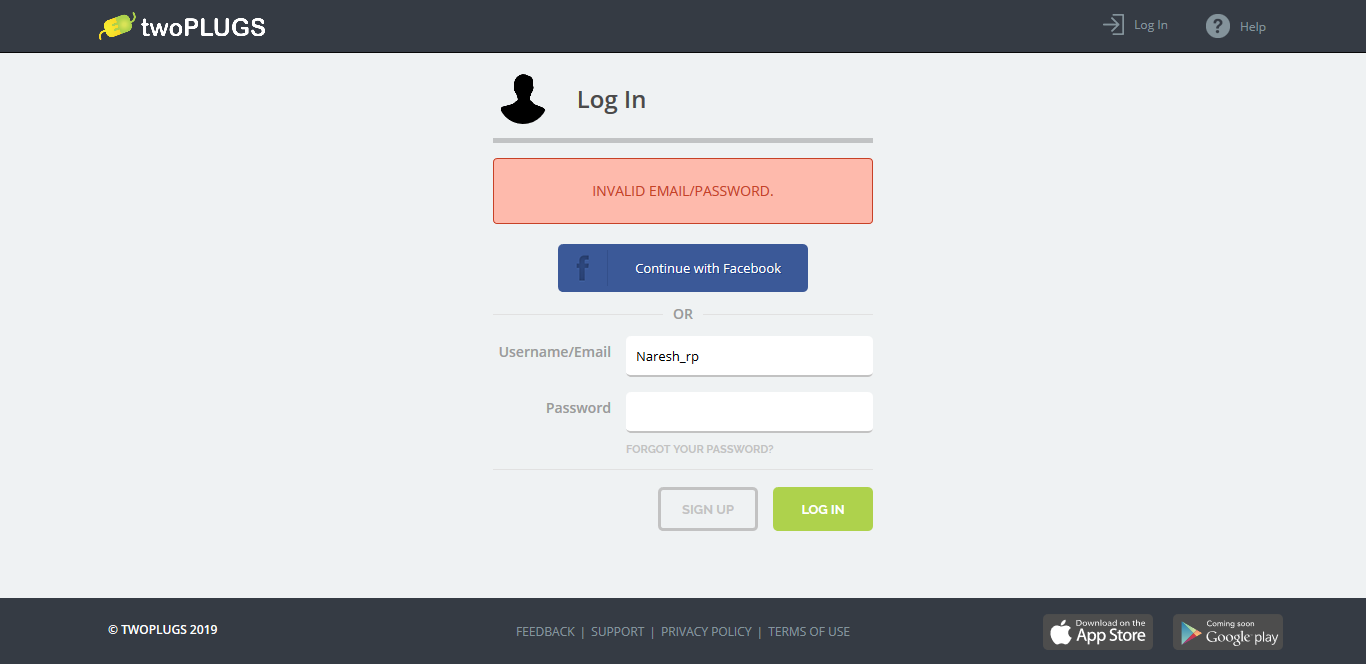 twoPLUGS
Log In
? Help
Log In
INVALID EMAIL/PASSWORD.
f Continue with Facebook
OR
Username/Email
Naresh_rp
Password
FORGOT YOUR PASSWORD?
SIGN UP
LOG IN
© TWOPLUGS 2019
FEEDBACK | SUPPORT | PRIVACY POLICY | TERMS OF USE
Download on the
App Store
Coming soon
Google play